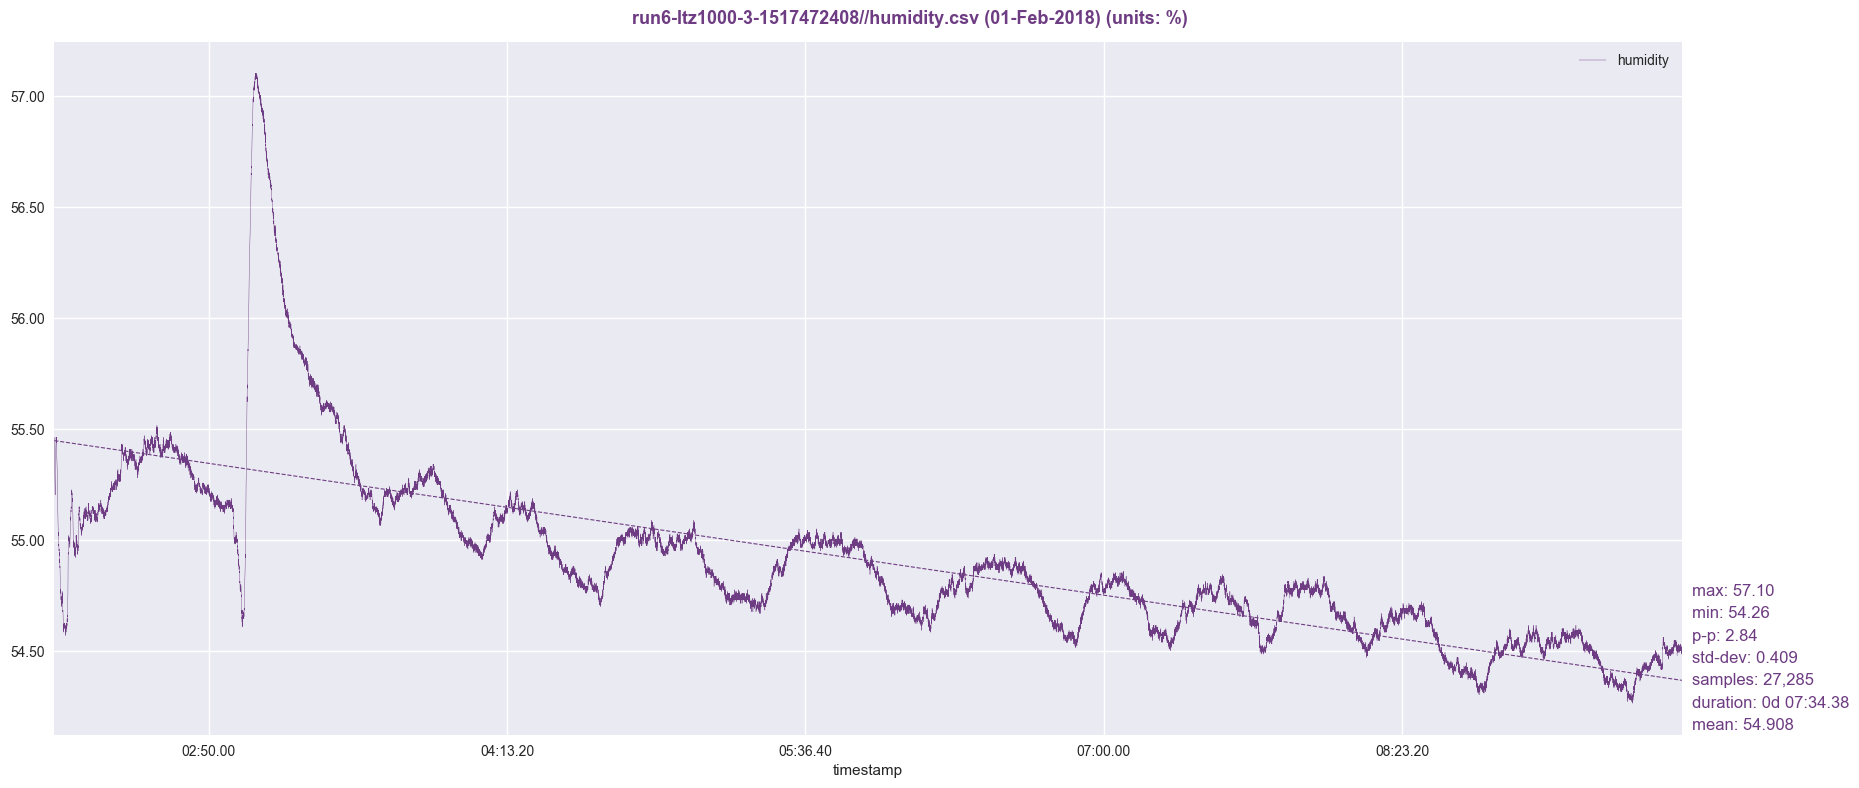 run6-ltz1000-3-1517472408//humidity.csv (01-Feb-2018) (units: %)
humidity
57.00
56.50
56.00
55.50
55.00
54.50
max: 57.10
min: 54.26
p-p: 2.84
std-dev: 0.409
samples: 27,285
duration: 0d 07:34.38
mean: 54.908
02:50.00 04:13.20 05:36.40 07:00.00 08:23.20
timestamp